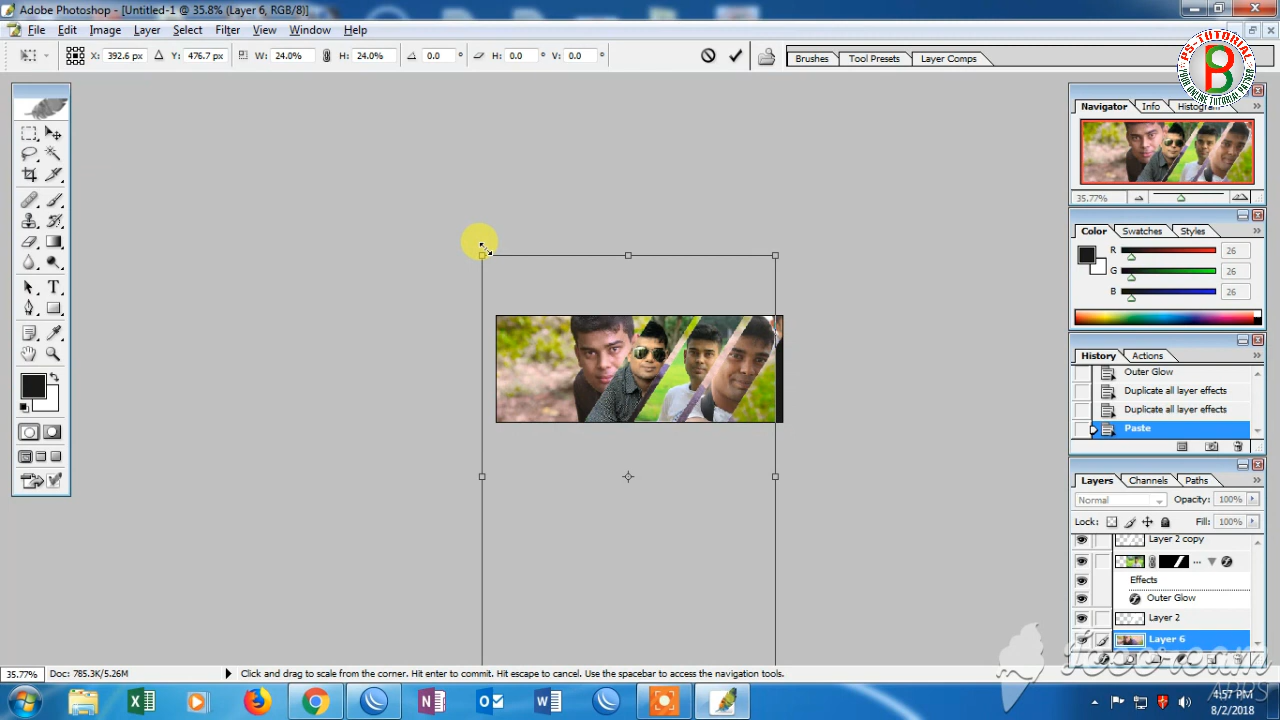 Adobe Photoshop - [Untitled-1 @ 35.8% (Layer 6, RGB/8)]
File Edit Image Layer Select Filter View Window Help
X: 392.6 px Y: 476.7 px W: 24.0% H: 24.0% 0.0 ° H: 0.0 ° V: 0.0 °
Brushes Tool Presets Layer Comps
PS-TUTORIAL
Navigator Info Histogram
35.77%
Color Swatches Styles
R 26
G 26
B 26
History Actions
Outer Glow
Duplicate all layer effects
Duplicate all layer effects
Paste
Layers Channels Paths
Normal Opacity: 100%
Lock: Fill: 100%
Layer 2 copy
...
Effects
Outer Glow
Layer 2
Layer 6
icecream
APPS
35.77% Doc: 785.3K/5.26M Click and drag to scale from the corner. Hit enter to commit. Hit escape to cancel. Use the spacebar to access the navigation tools.
4:57 PM
8/2/2018